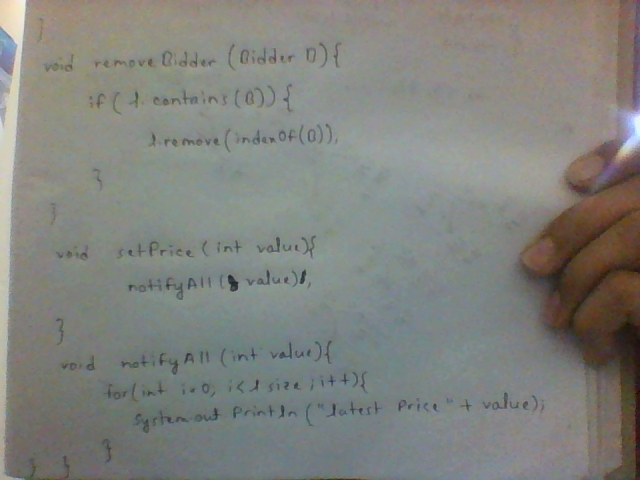 }
void removeBidder (Bidder B){
if ( l. contains (B)) {
l.remove(indexOf(B)),
}
}
void setPrice (int value){
notifyAll ( value),
}
void notifyAll (int value){
for(int i=0, i<l size ; i++){
System.out Println ("latest Price" + value);
}
} }